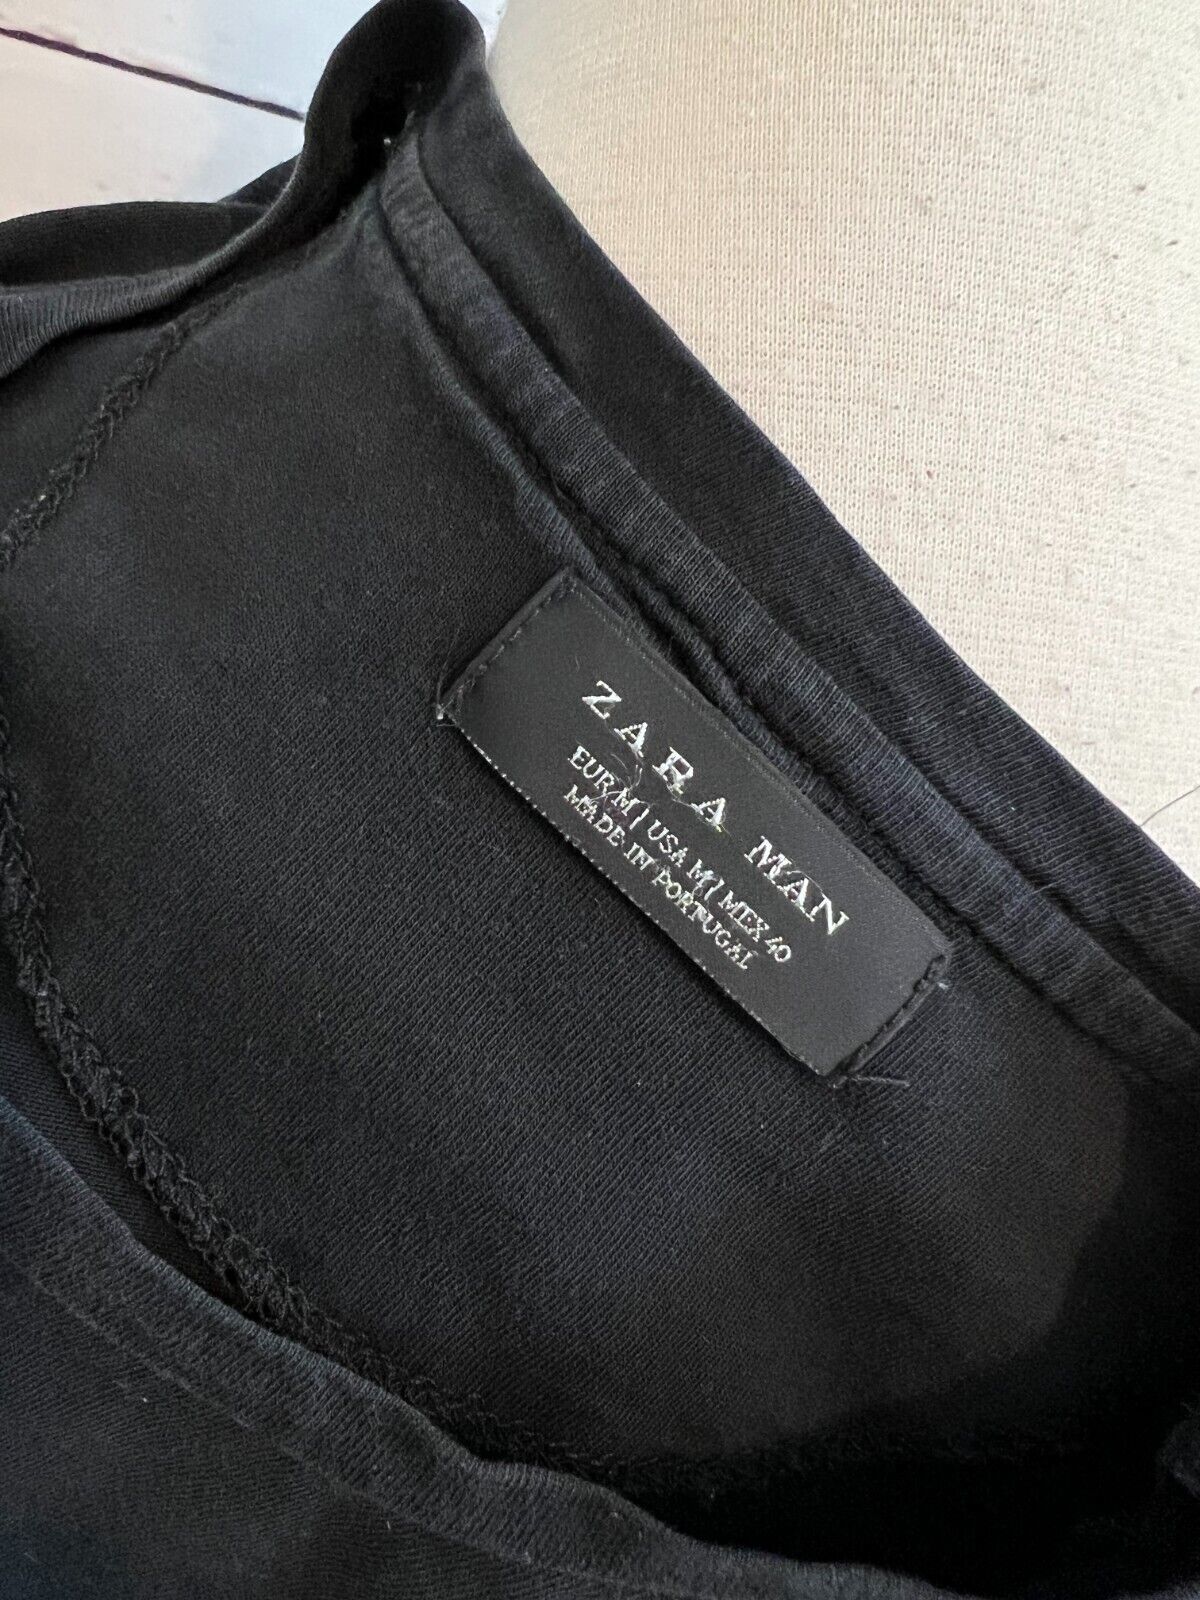 ZARA MAN
EUR M | USA M | MEX 40
MADE IN PORTUGAL